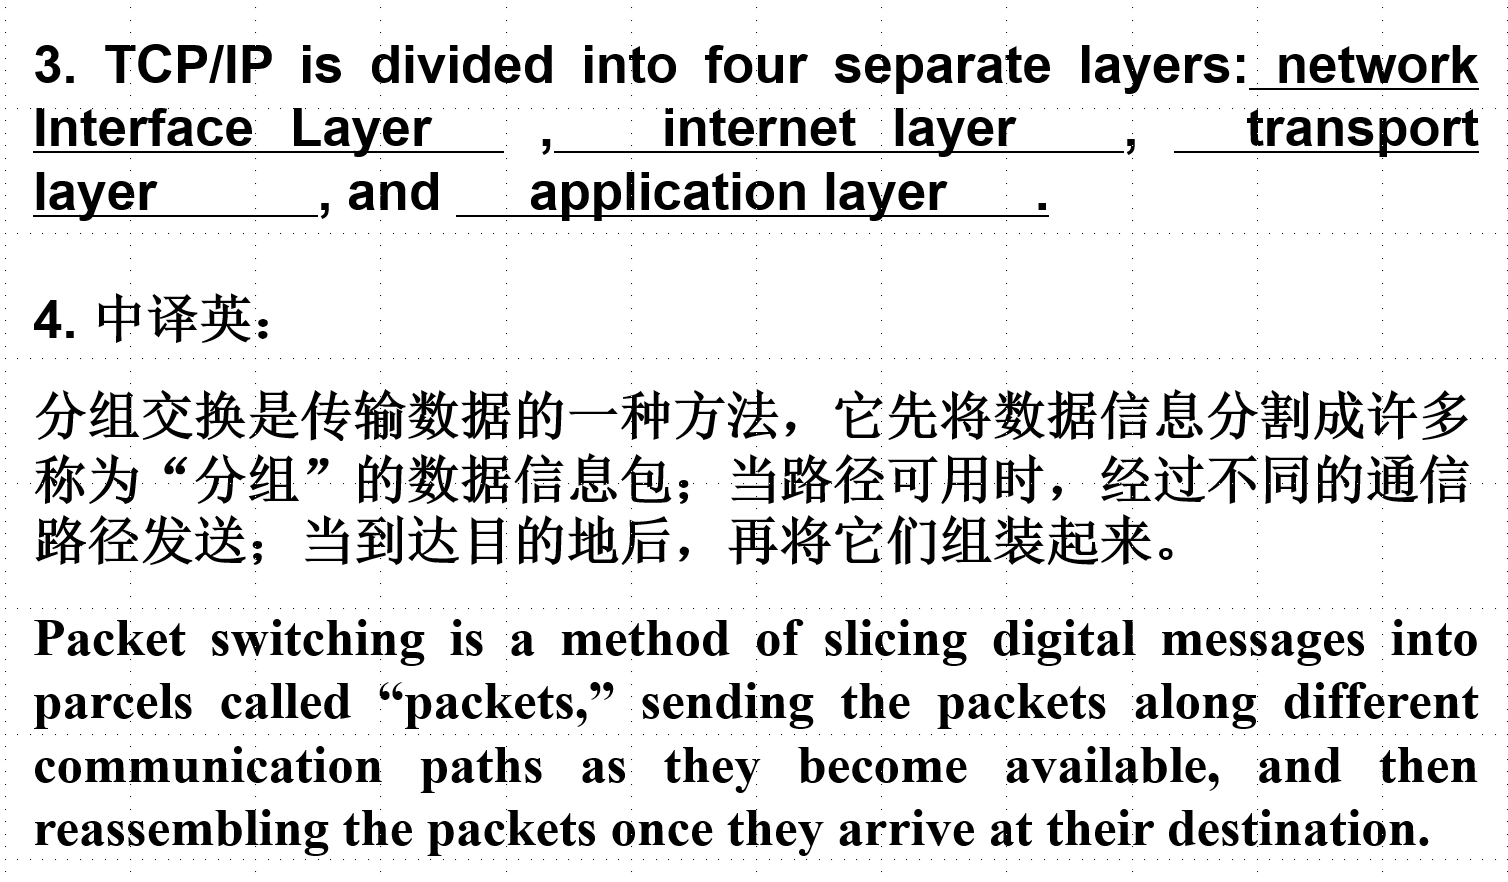 3. TCP/IP is divided into four separate layers: network
Interface Layer , internet layer , transport
layer , and application layer .
4. 中译英：
分组交换是传输数据的一种方法，它先将数据信息分割成许多
称为“分组”的数据信息包；当路径可用时，经过不同的通信
路径发送；当到达目的地后，再将它们组装起来。
Packet switching is a method of slicing digital messages into
parcels called “packets,” sending the packets along different
communication paths as they become available, and then
reassembling the packets once they arrive at their destination.